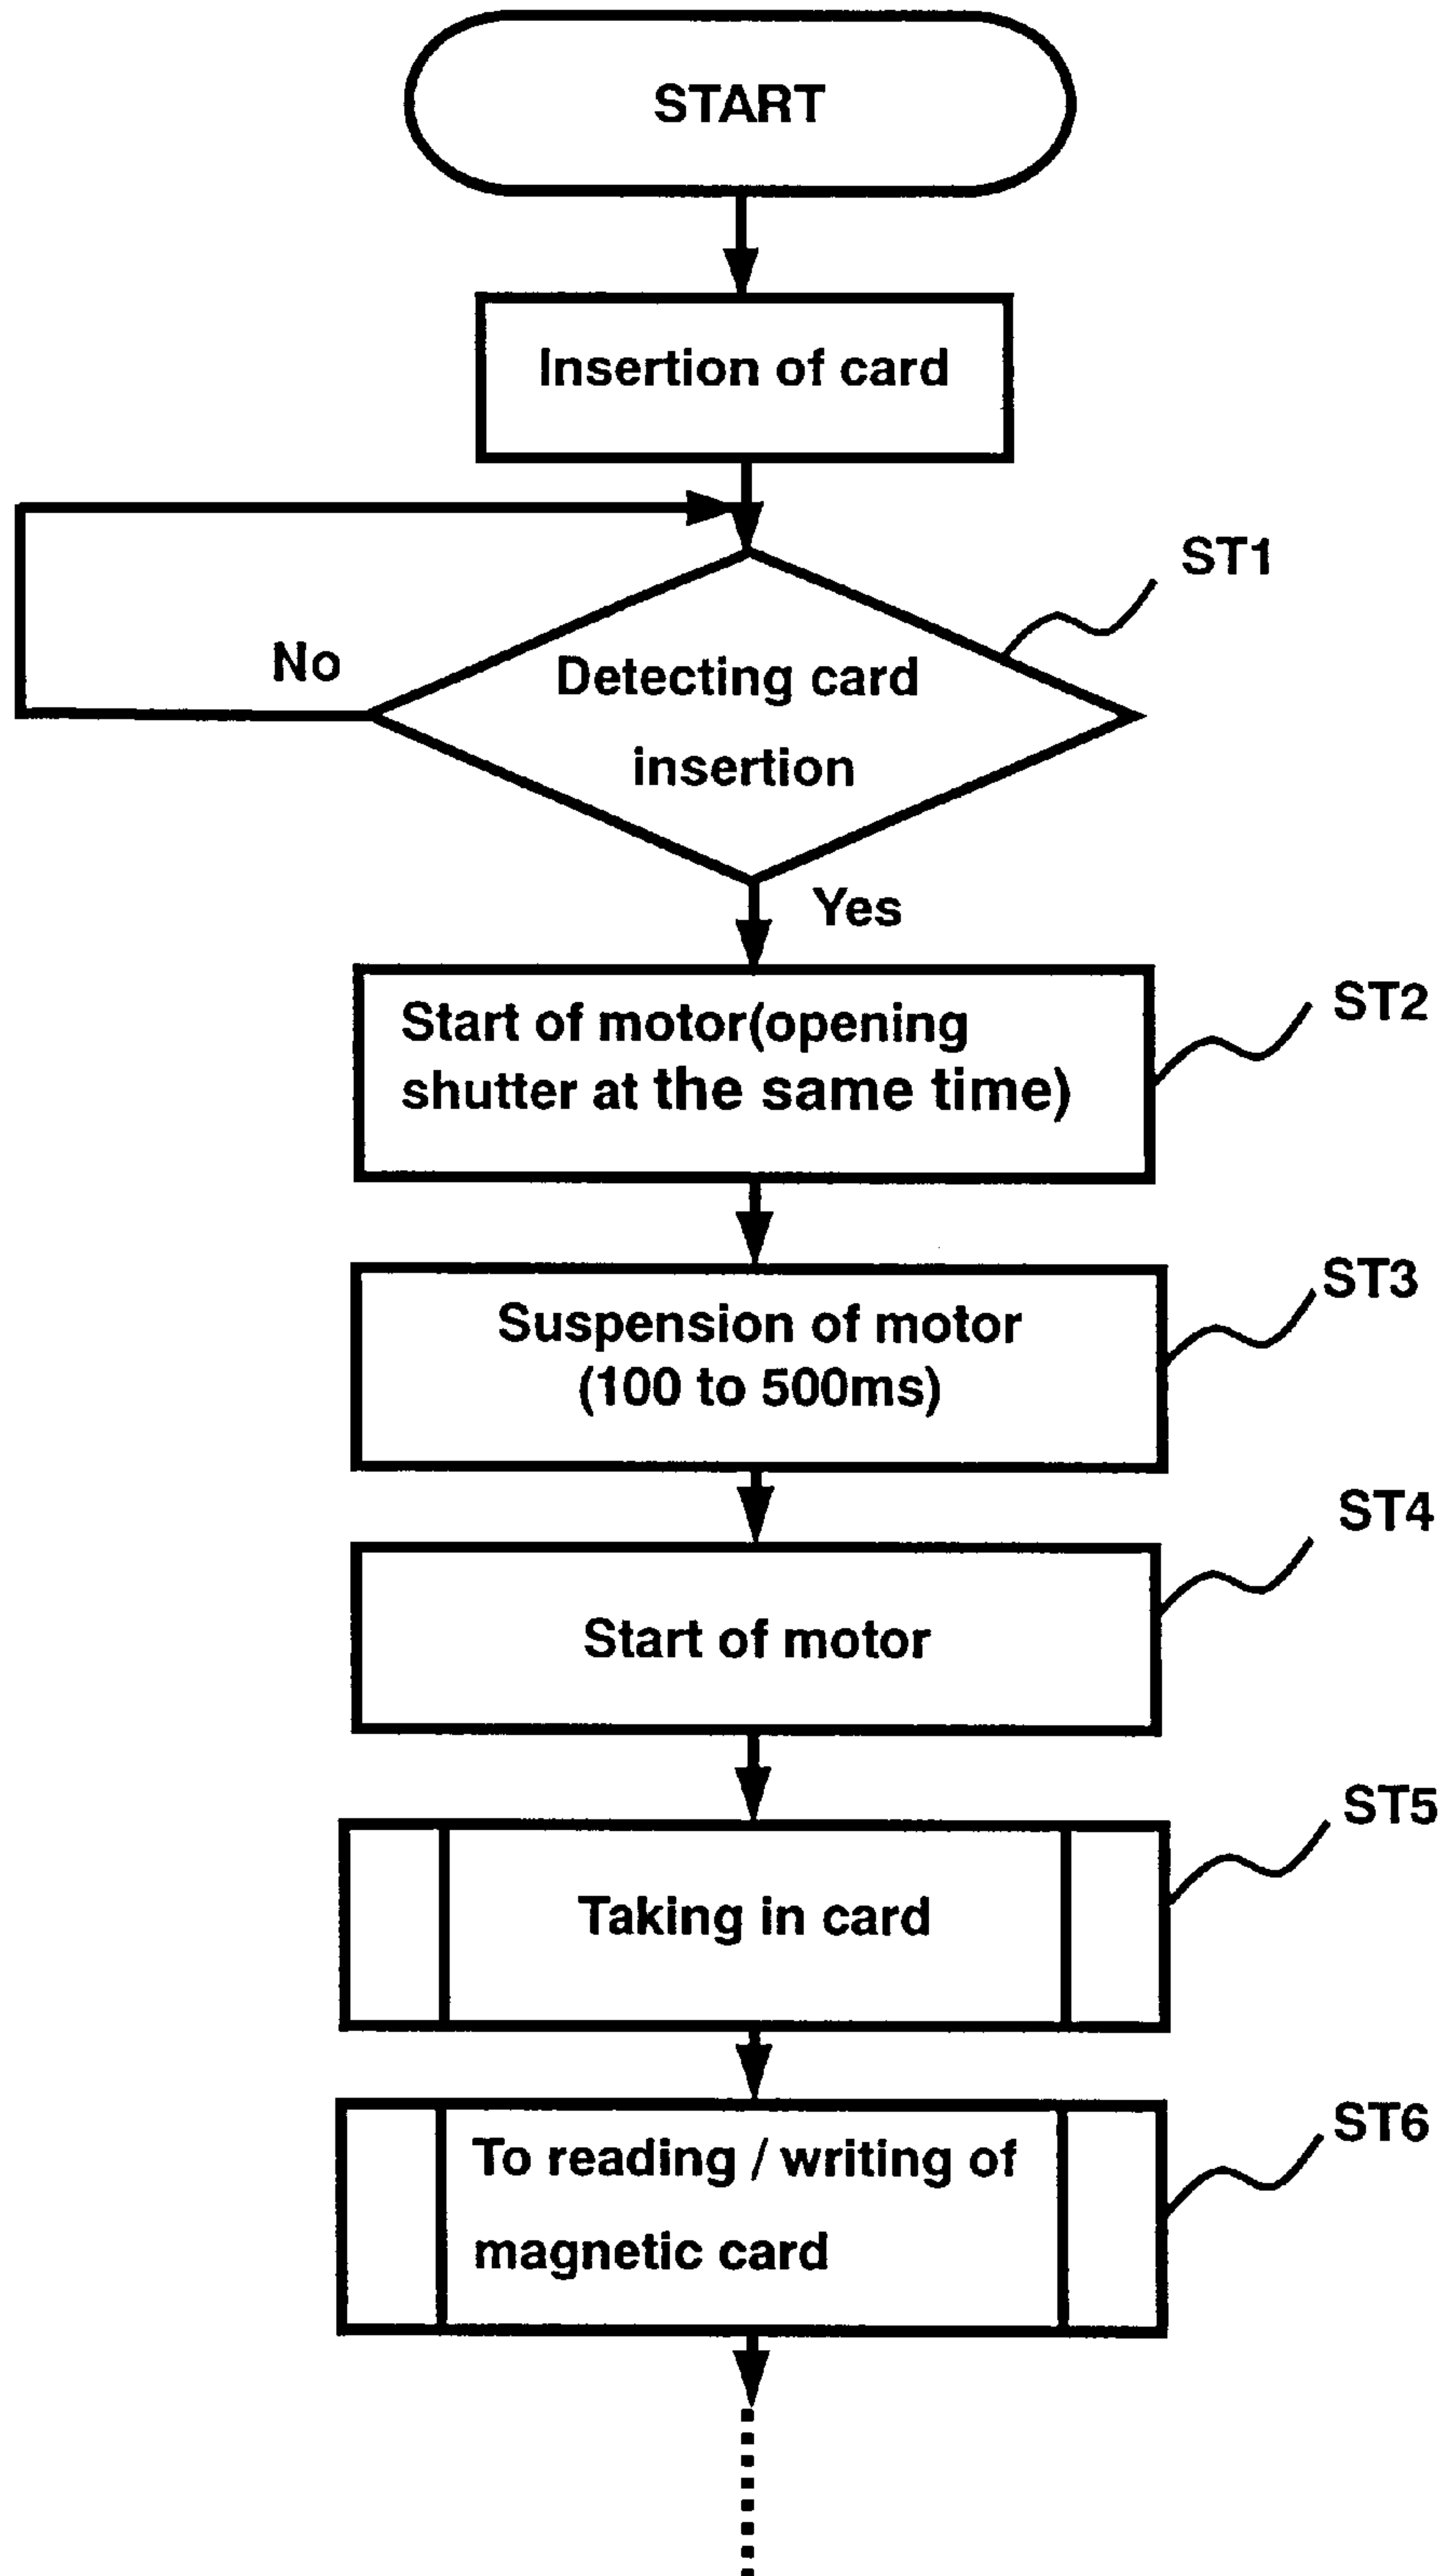 START
Insertion of card
ST1
No
Detecting card
insertion
Yes
ST2
Start of motor(opening
shutter at the same time)
ST3
Suspension of motor
(100 to 500ms)
ST4
Start of motor
ST5
Taking in card
ST6
To reading / writing of
magnetic card